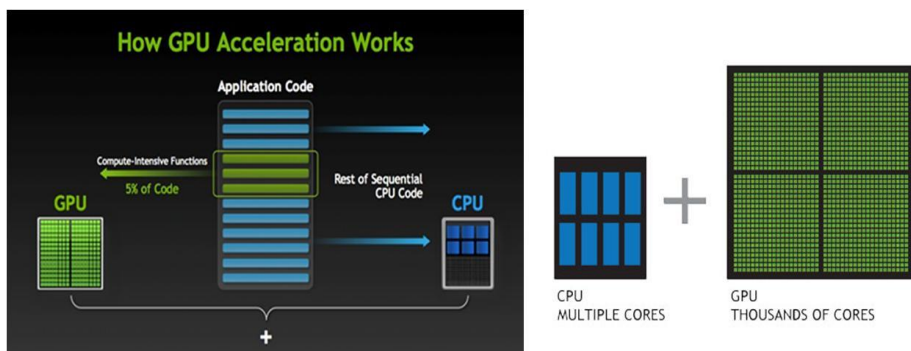 How GPU Acceleration Works
Application Code
Compute-Intensive Functions
5% of Code
GPU
Rest of Sequential
CPU Code
CPU
+
CPU
MULTIPLE CORES
+
GPU
THOUSANDS OF CORES